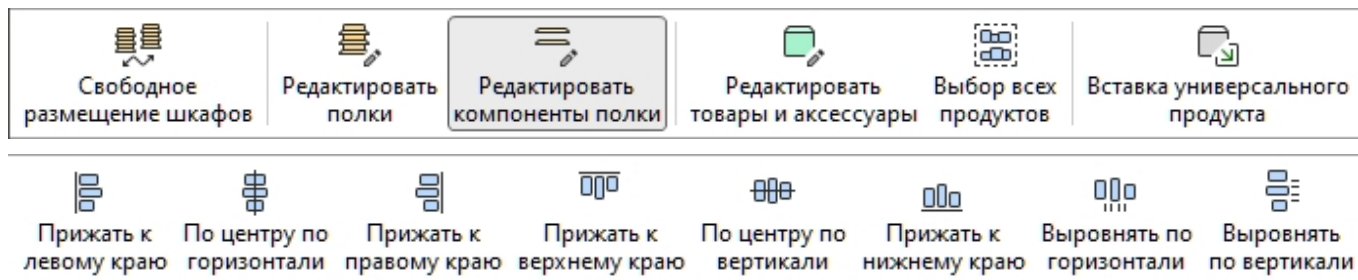 Свободное размещение шкафов
Редактировать полки
Редактировать компоненты полки
Редактировать товары и аксессуары
Выбор всех продуктов
Вставка универсального продукта
Прижать к левому краю
По центру по горизонтали
Прижать к правому краю
Прижать к верхнему краю
По центру по вертикали
Прижать к нижнему краю
Выровнять по горизонтали
Выровнять по вертикали